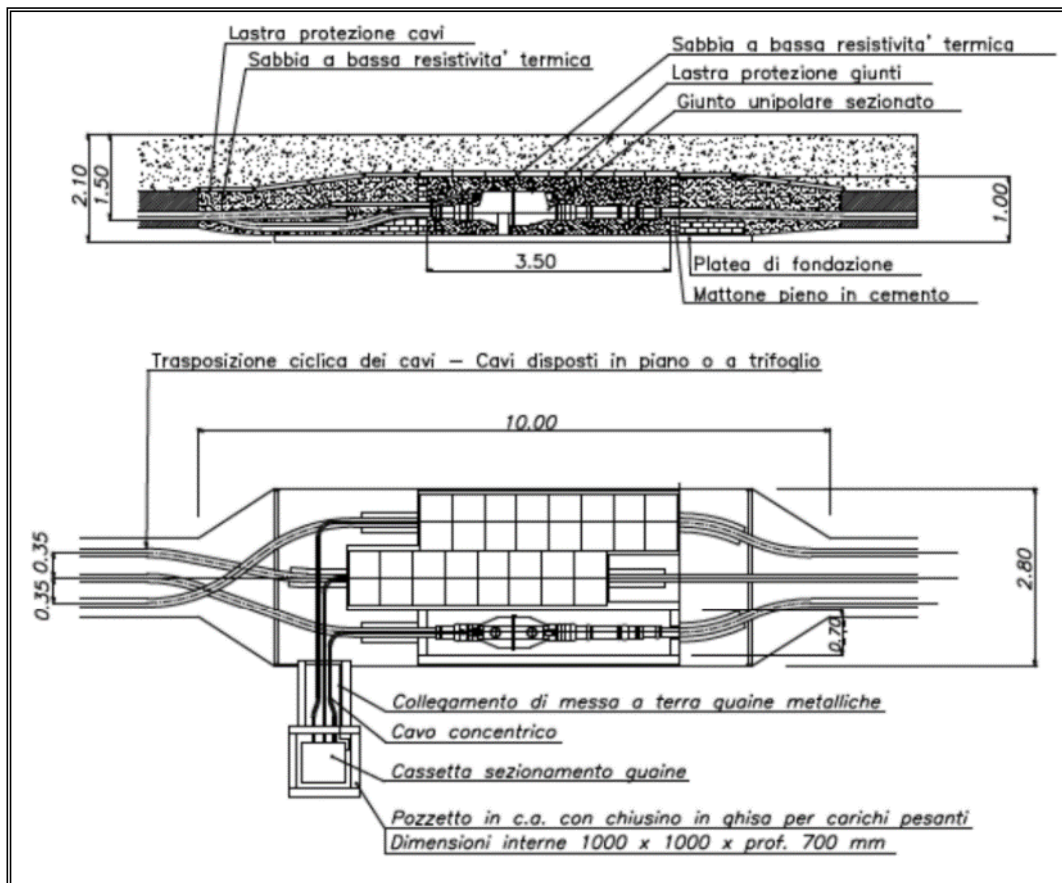 Lastra protezione cavi
Sabbia a bassa resistivita' termica
Sabbia a bassa resistivita' termica
Lastra protezione giunti
Giunto unipolare sezionato
2.10
1.50
1.00
3.50
Platea di fondazione
Mattone pieno in cemento
Trasposizione ciclica dei cavi – Cavi disposti in piano o a trifoglio
10.00
0.35
0.35
2.80
0.70
Collegamento di messa a terra guaine metalliche
Cavo concentrico
Cassetta sezionamento guaine
Pozzetto in c.a. con chiusino in ghisa per carichi pesanti
Dimensioni interne 1000 x 1000 x prof. 700 mm